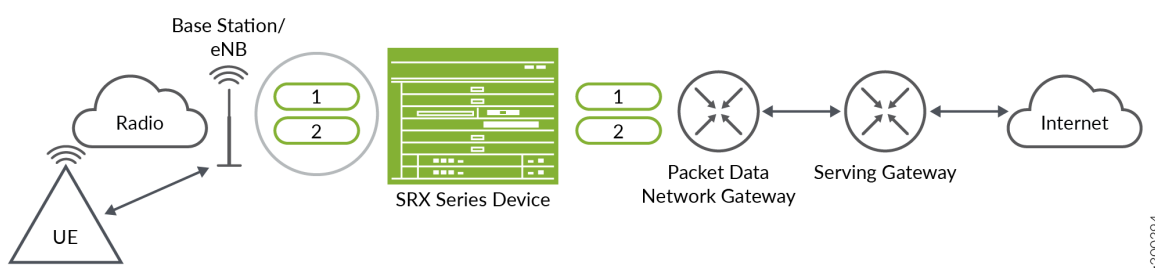 Base Station/
eNB
Radio
UE
1
2
SRX Series Device
1
2
Packet Data
Network Gateway
Serving Gateway
Internet